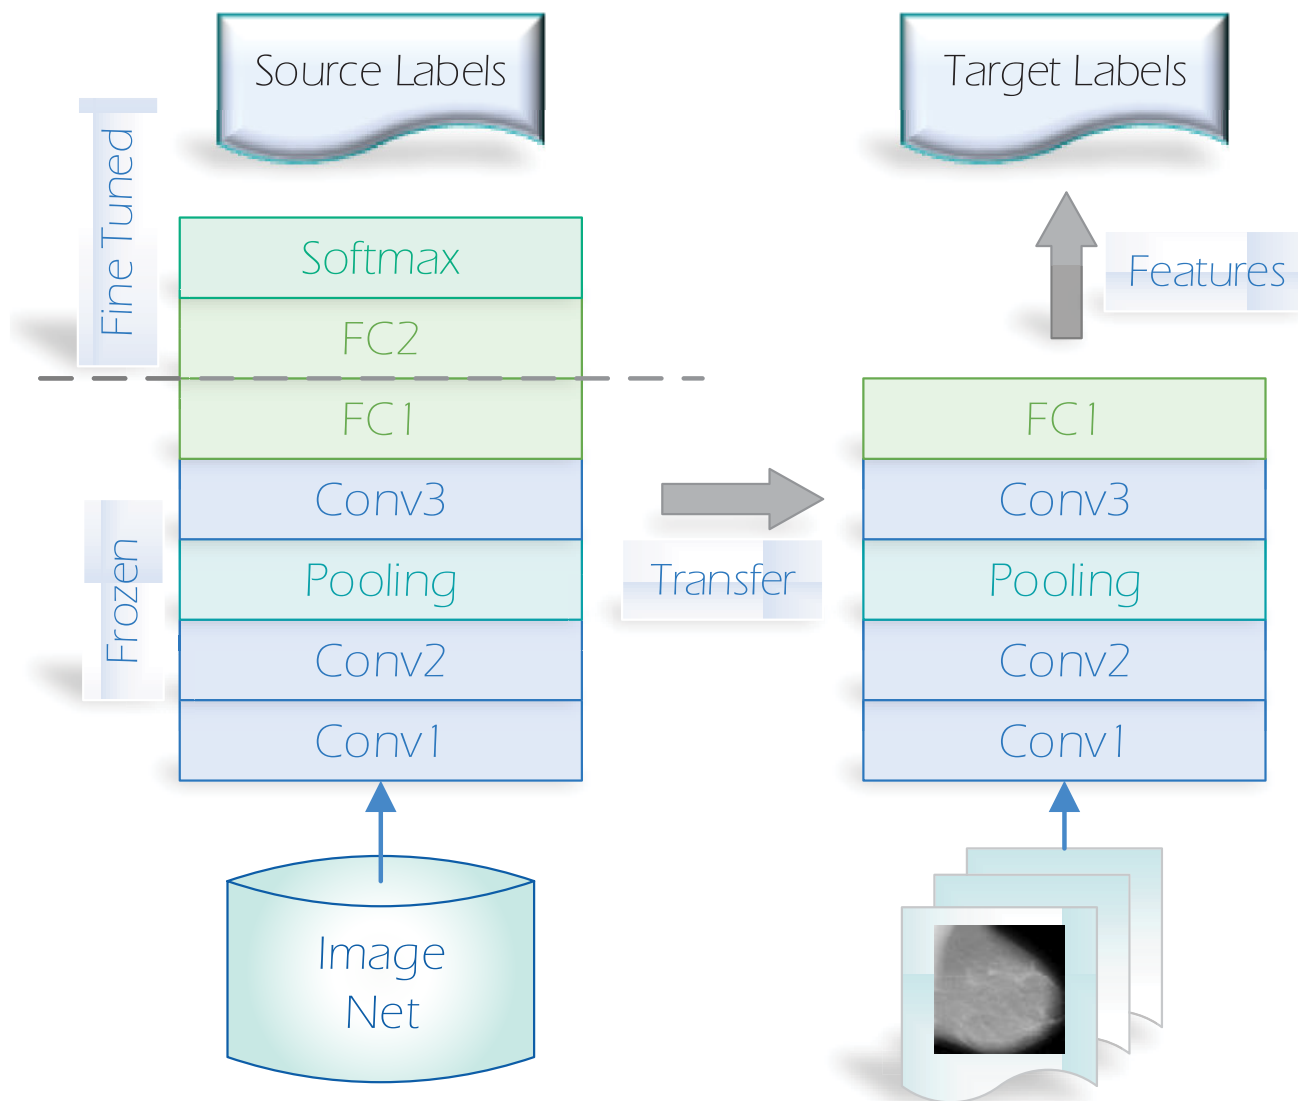 Source Labels
Target Labels
Fine Tuned
Softmax
FC2
FC1
Conv3
Pooling
Conv2
Conv1
Frozen
Transfer
Features
FC1
Conv3
Pooling
Conv2
Conv1
Image
Net